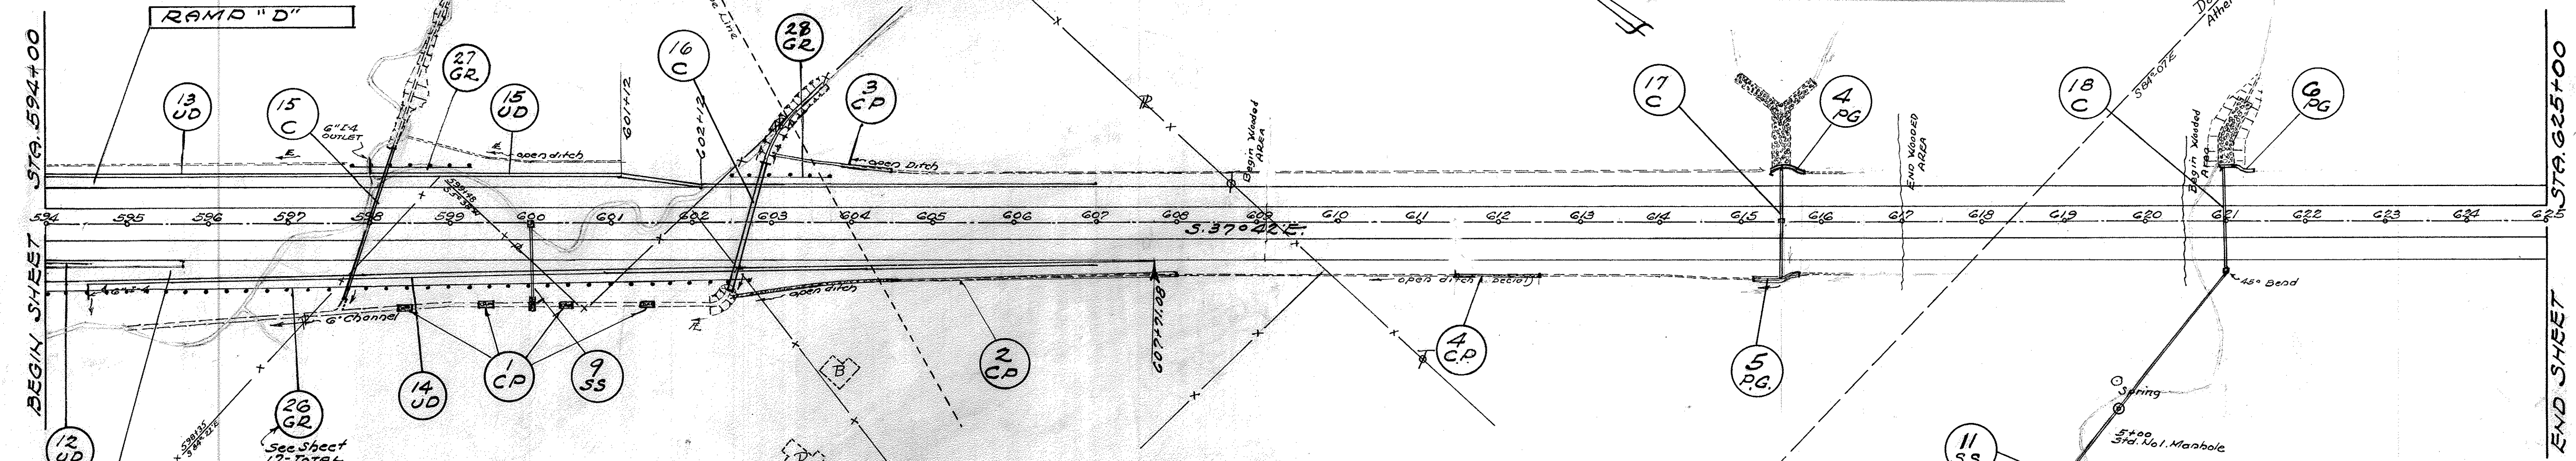 RAMP "D"
STA. 594+00
BEGIN SHEET
STA. 625+00
END SHEET
13
UD
15
C
6" E-4
OUTLET
27
GR
15
UD
601+12
16
C
602+12
28
GR
3
CP
Line
E
E
open ditch
open Ditch
Begin Wooded
AREA
17
C
4
PG
END WOODED
AREA
S84°-07'E
18
C
Begin Wooded
Area
6
PG
594 595 596 597 598 599 600 601 602 603 604 605 606 607 608 609 610 611 612 613 614 615 616 617 618 619 620 621 622 623 624 625
S. 37° 42' E.
open ditch
6' Channel
open ditch
607+91.08
45° Bend
12
UD
26
GR
See Sheet
14
UD
1
CP
9
SS
B
D
2
CP
4
C.P.
5
P.G.
Spring
5+00
Std. No 1. Manhole
11
SS